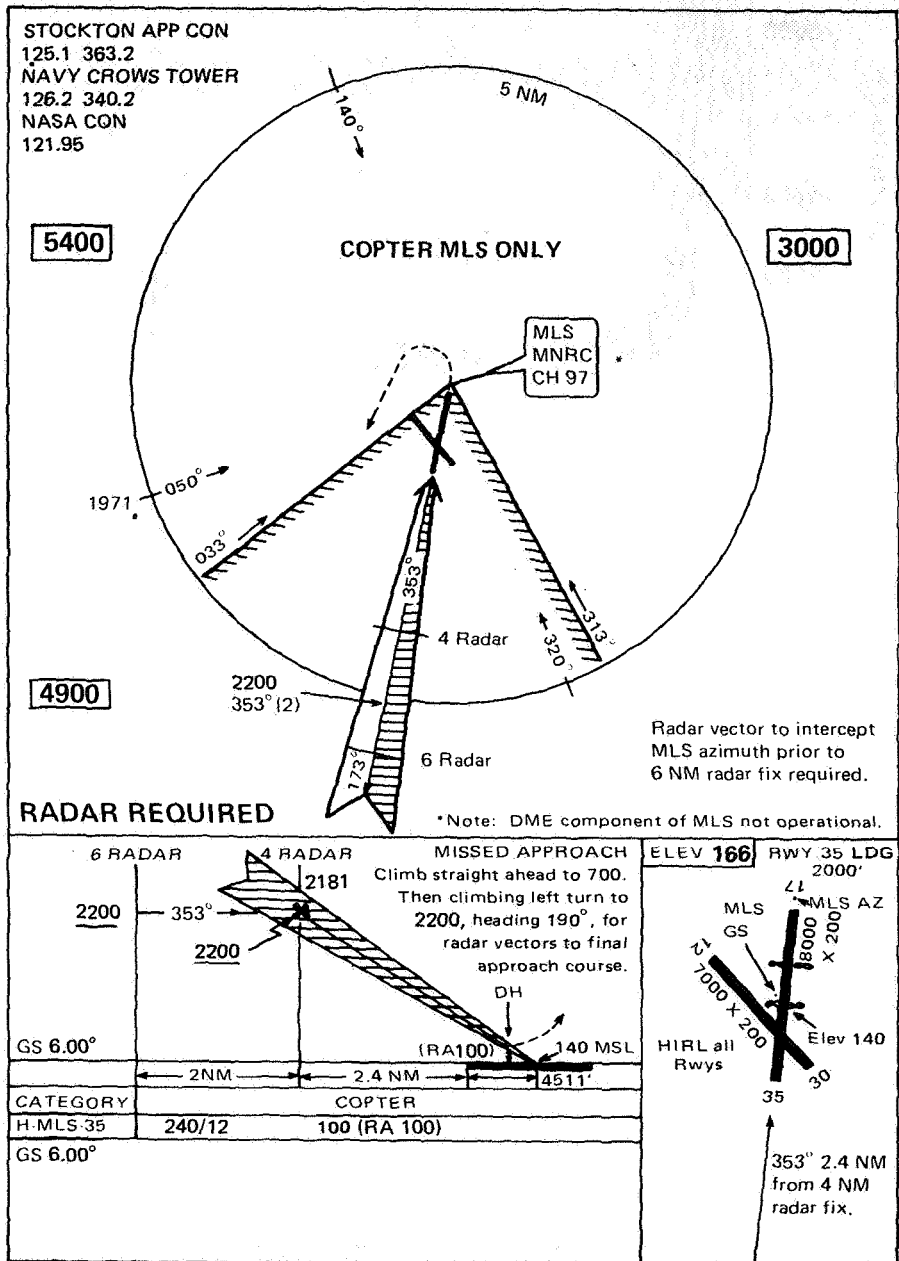 STOCKTON APP CON
125.1 363.2
NAVY CROWS TOWER
126.2 340.2
NASA CON
121.95
5 NM
140°
5400
COPTER MLS ONLY
3000
MLS
MNRC
CH 97
*
1971
050°
033°
353°
313°
320°
4 Radar
4900
2200
353° (2)
6 Radar
173°
Radar vector to intercept
MLS azimuth prior to
6 NM radar fix required.
RADAR REQUIRED
*Note: DME component of MLS not operational.
6 RADAR
4 RADAR
2181
2200
353°
2200
MISSED APPROACH
Climb straight ahead to 700.
Then climbing left turn to
2200, heading 190°, for
radar vectors to final
approach course.
DH
(RA100)
140 MSL
GS 6.00°
2NM
2.4 NM
4511'
CATEGORY COPTER
H-MLS-35 240/12 100 (RA 100)
GS 6.00°
ELEV 166
RWY 35 LDG
2000'
17
MLS AZ
MLS
GS
8000
X 200
12
7000 X 200
Elev 140
HIRL all
Rwys
30
35
353° 2.4 NM
from 4 NM
radar fix.